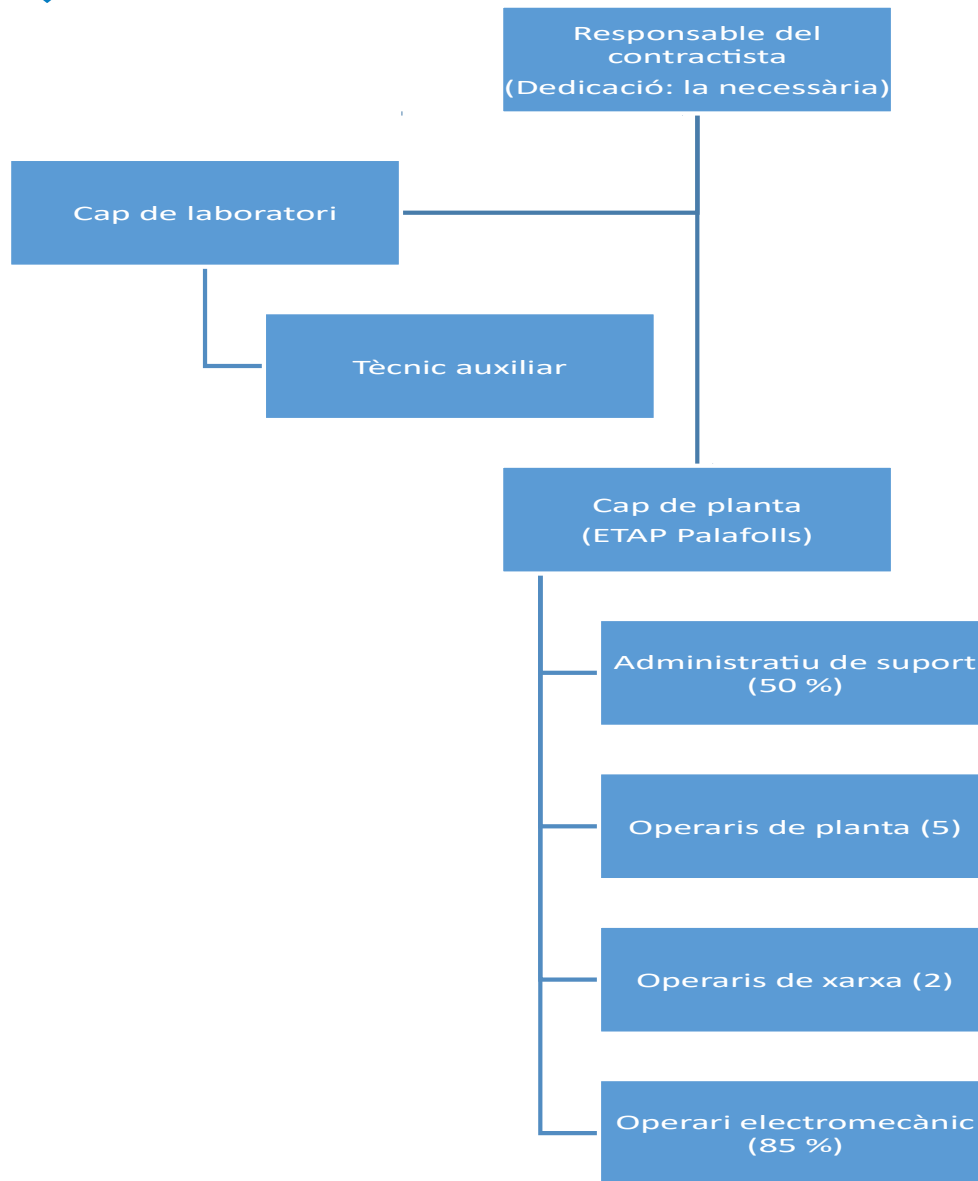 Responsable del
contractista
(Dedicació: la necessària)
Cap de laboratori
Tècnic auxiliar
Cap de planta
(ETAP Palafolls)
Administratiu de suport
(50 %)
Operaris de planta (5)
Operaris de xarxa (2)
Operari electromecànic
(85 %)